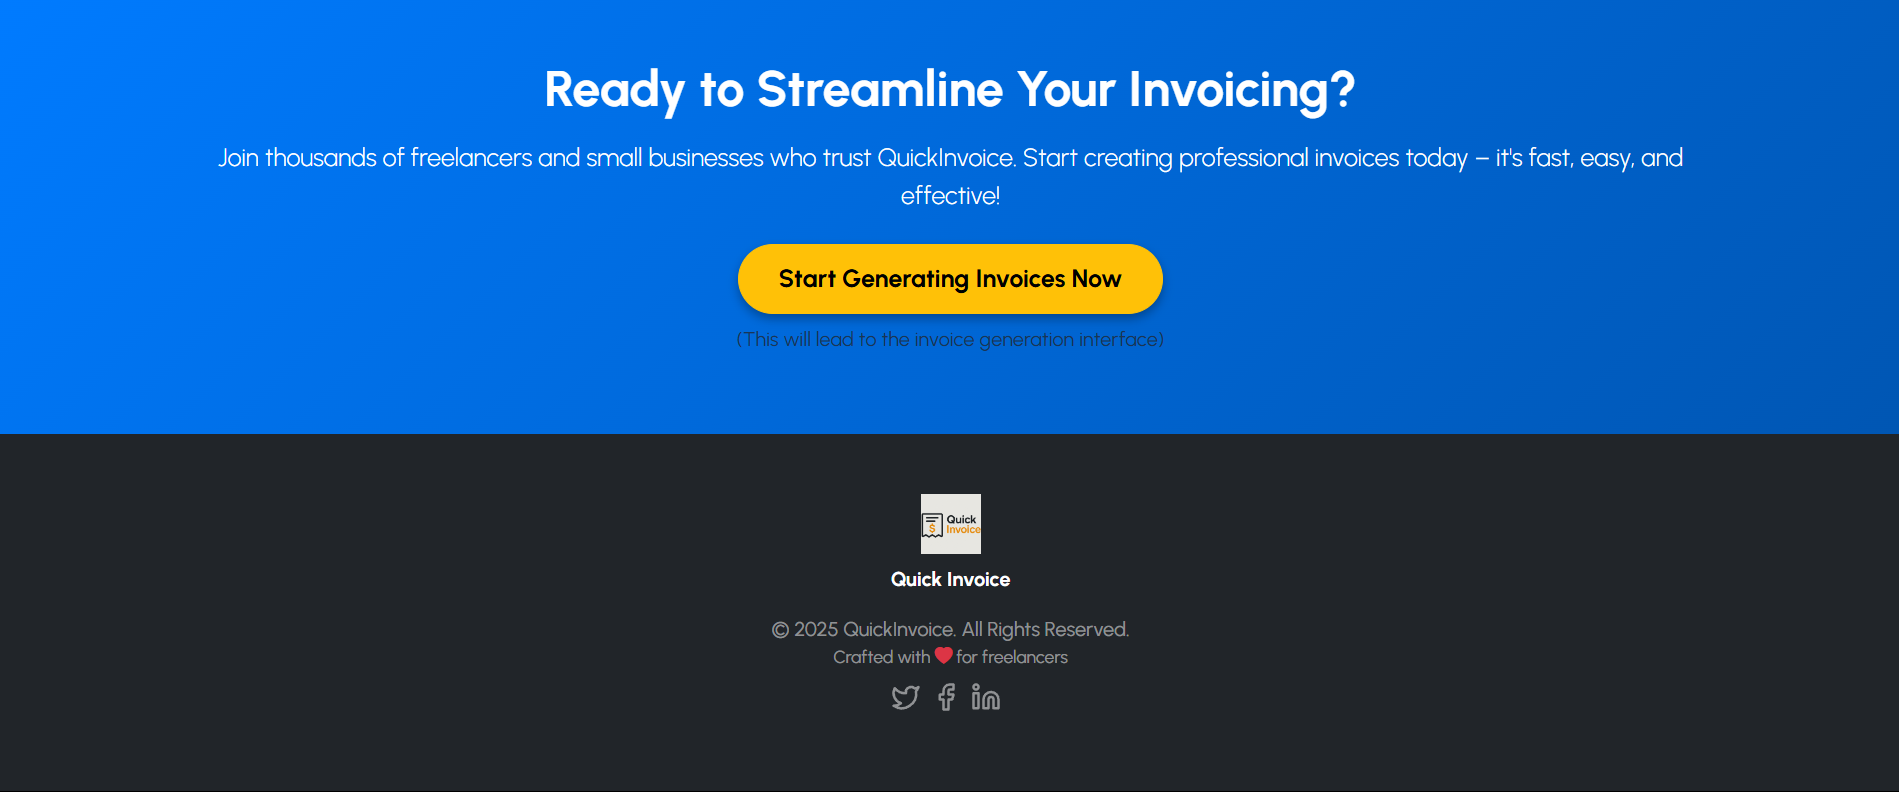 Ready to Streamline Your Invoicing?
Join thousands of freelancers and small businesses who trust QuickInvoice. Start creating professional invoices today – it's fast, easy, and
effective!
Start Generating Invoices Now
(This will lead to the invoice generation interface)
$
Quick
Invoice
Quick Invoice
© 2025 QuickInvoice. All Rights Reserved.
Crafted with ❤ for freelancers